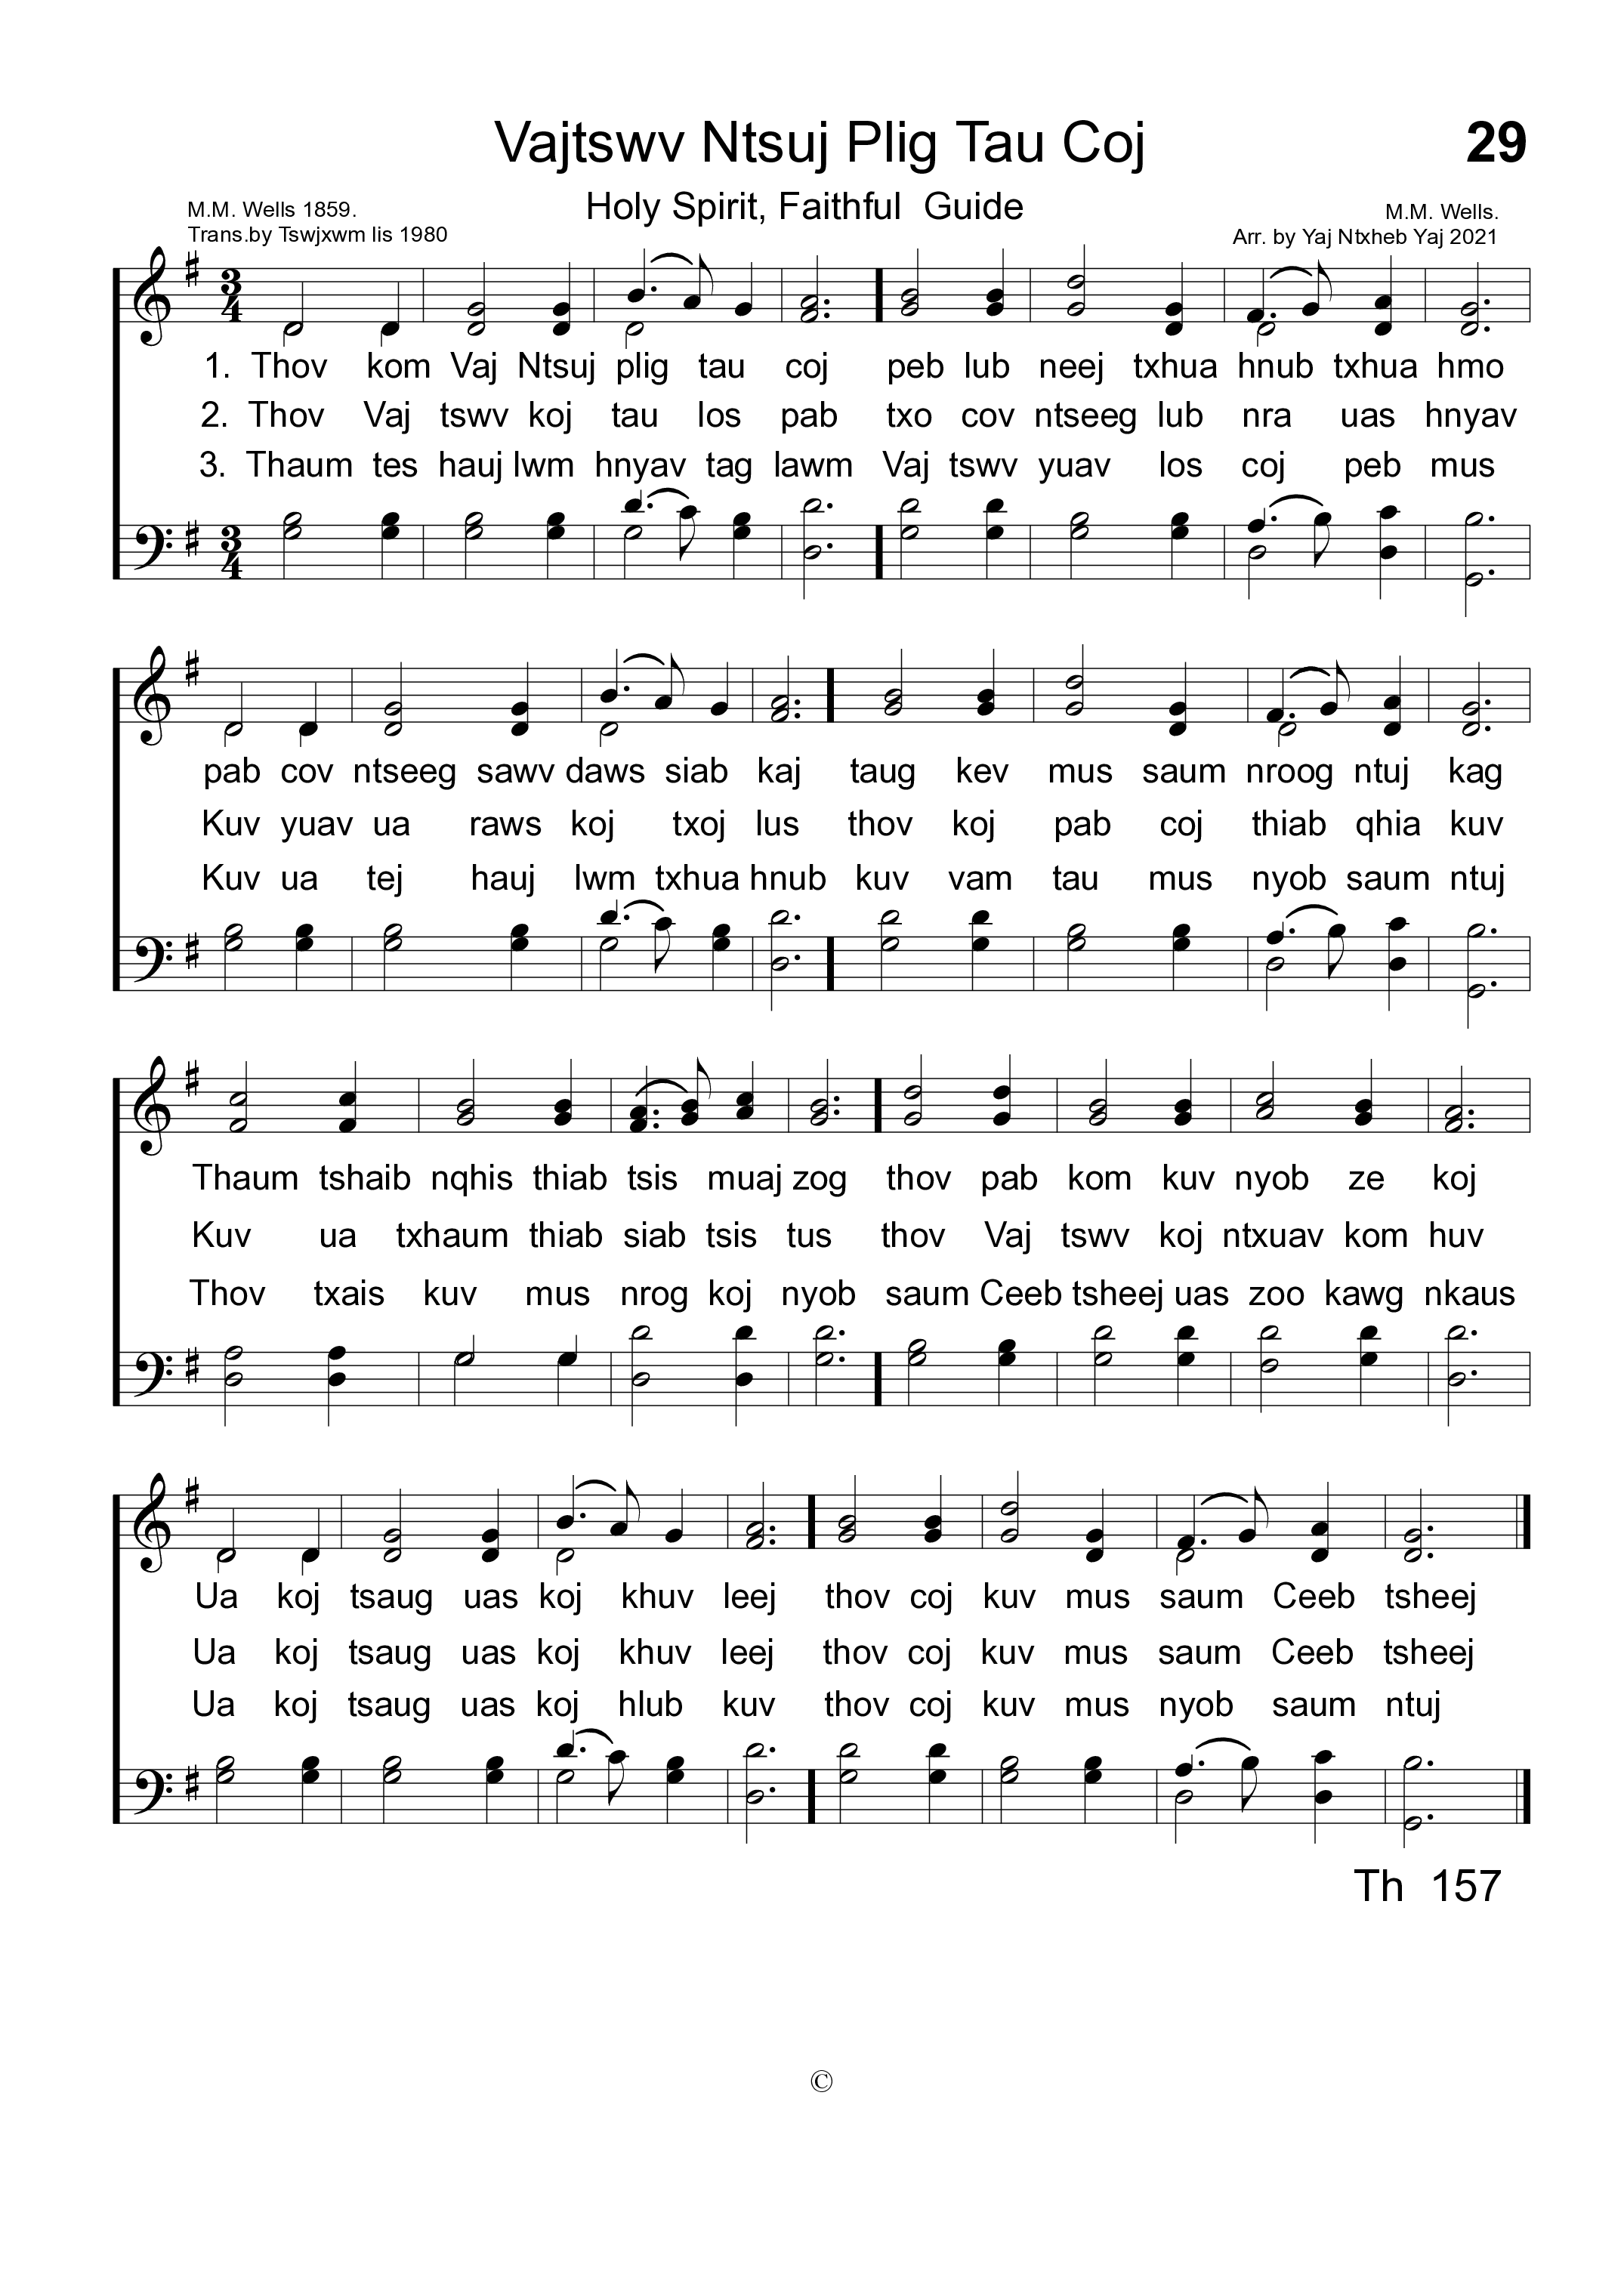 Vajtswv Ntsuj Plig Tau Coj
29
Holy Spirit, Faithful Guide
M.M. Wells 1859.
Trans.by Tswjxwm lis 1980
M.M. Wells.
Arr. by Yaj Ntxheb Yaj 2021
3
4
1. Thov kom Vaj Ntsuj plig tau coj peb lub neej txhua hnub txhua hmo
2. Thov Vaj tswv koj tau los pab txo cov ntseeg lub nra uas hnyav
3. Thaum tes hauj lwm hnyav tag lawm Vaj tswv yuav los coj peb mus
3
4
pab cov ntseeg sawv daws siab kaj taug kev mus saum nroog ntuj kag
Kuv yuav ua raws koj txoj lus thov koj pab coj thiab qhia kuv
Kuv ua tej hauj lwm txhua hnub kuv vam tau mus nyob saum ntuj
Thaum tshaib nqhis thiab tsis muaj zog thov pab kom kuv nyob ze koj
Kuv ua txhaum thiab siab tsis tus thov Vaj tswv koj ntxuav kom huv
Thov txais kuv mus nrog koj nyob saum Ceeb tsheej uas zoo kawg nkaus
Ua koj tsaug uas koj khuv leej thov coj kuv mus saum Ceeb tsheej
Ua koj tsaug uas koj khuv leej thov coj kuv mus saum Ceeb tsheej
Ua koj tsaug uas koj hlub kuv thov coj kuv mus nyob saum ntuj
Th 157
©